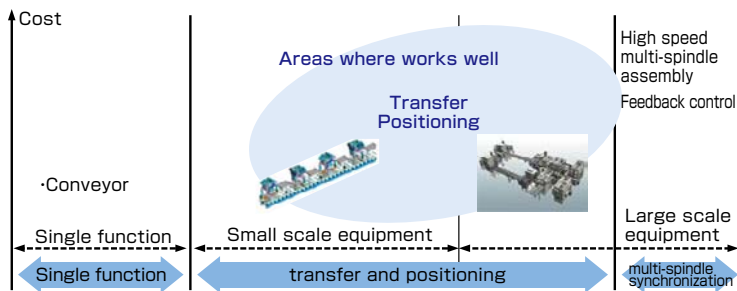 Cost
Areas where works well
Transfer
Positioning
High speed
multi-spindle
assembly
Feedback control
·Conveyor
Single function
Small scale equipment
Large scale
equipment
Single function
transfer and positioning
multi-spindle
synchronization